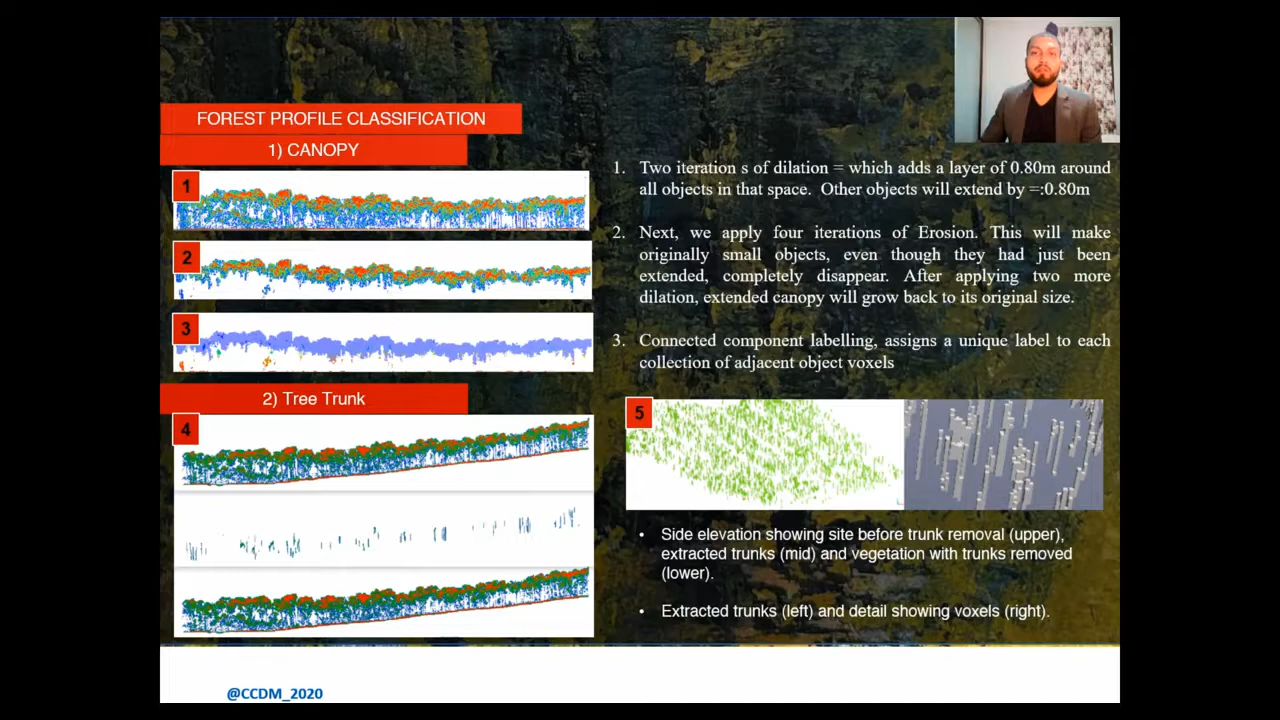 FOREST PROFILE CLASSIFICATION
1) CANOPY
1
2
3
2) Tree Trunk
4
1. Two iteration s of dilation = which adds a layer of 0.80m around
all objects in that space. Other objects will extend by =:0.80m
2. Next, we apply four iterations of Erosion. This will make
originally small objects, even though they had just been
extended, completely disappear. After applying two more
dilation, extended canopy will grow back to its original size.
3. Connected component labelling, assigns a unique label to each
collection of adjacent object voxels
5
• Side elevation showing site before trunk removal (upper),
extracted trunks (mid) and vegetation with trunks removed
(lower).
• Extracted trunks (left) and detail showing voxels (right).
@CCDM_2020